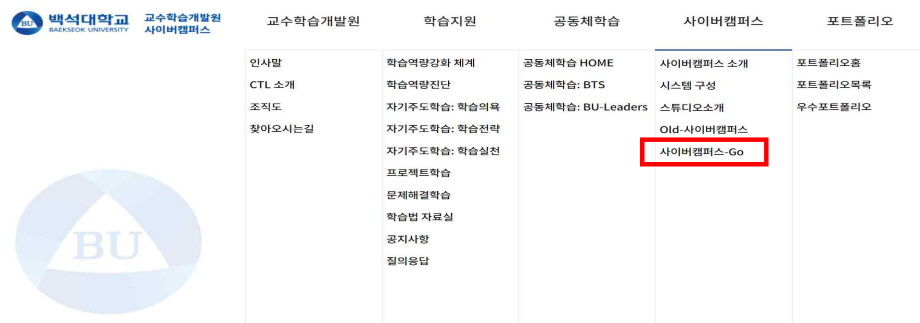 백석대학교
BAEKSEOK UNIVERSITY
교수학습개발원
사이버캠퍼스
교수학습개발원
인사말
CTL 소개
조직도
찾아오시는길
학습지원
학습역량강화 체계
학습역량진단
자기주도학습: 학습의욕
자기주도학습: 학습전략
자기주도학습: 학습실천
프로젝트학습
문제해결학습
학습법 자료실
공지사항
질의응답
공동체학습
공동체학습 HOME
공동체학습: BTS
공동체학습: BU-Leaders
사이버캠퍼스
사이버캠퍼스 소개
시스템 구성
스튜디오소개
Old-사이버캠퍼스
사이버캠퍼스-Go
포트폴리오
포트폴리오홈
포트폴리오목록
우수포트폴리오
BU
BU